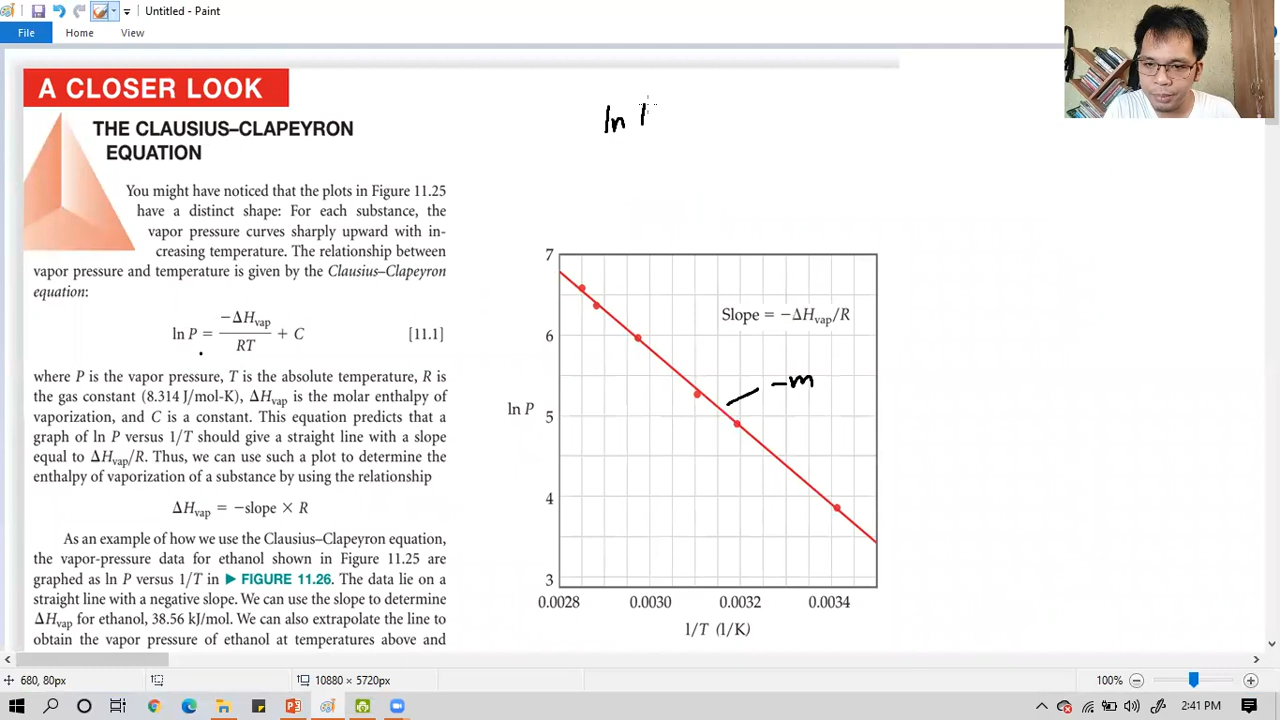 Untitled - Paint
File Home View
A CLOSER LOOK
THE CLAUSIUS–CLAPEYRON
EQUATION
You might have noticed that the plots in Figure 11.25
have a distinct shape: For each substance, the
vapor pressure curves sharply upward with in-
creasing temperature. The relationship between
vapor pressure and temperature is given by the Clausius–Clapeyron
equation:
ln P = −ΔHvap / RT + C [11.1]
where P is the vapor pressure, T is the absolute temperature, R is
the gas constant (8.314 J/mol-K), ΔHvap is the molar enthalpy of
vaporization, and C is a constant. This equation predicts that a
graph of ln P versus 1/T should give a straight line with a slope
equal to ΔHvap/R. Thus, we can use such a plot to determine the
enthalpy of vaporization of a substance by using the relationship
ΔHvap = −slope × R
As an example of how we use the Clausius–Clapeyron equation,
the vapor-pressure data for ethanol shown in Figure 11.25 are
graphed as ln P versus 1/T in ▶ FIGURE 11.26. The data lie on a
straight line with a negative slope. We can use the slope to determine
ΔHvap for ethanol, 38.56 kJ/mol. We can also extrapolate the line to
obtain the vapor pressure of ethanol at temperatures above and
ln
7
Slope = −ΔHvap/R
6
-m
ln P
5
4
3
0.0028 0.0030 0.0032 0.0034
1/T (1/K)
680, 80px
10880 × 5720px
100%
2:41 PM